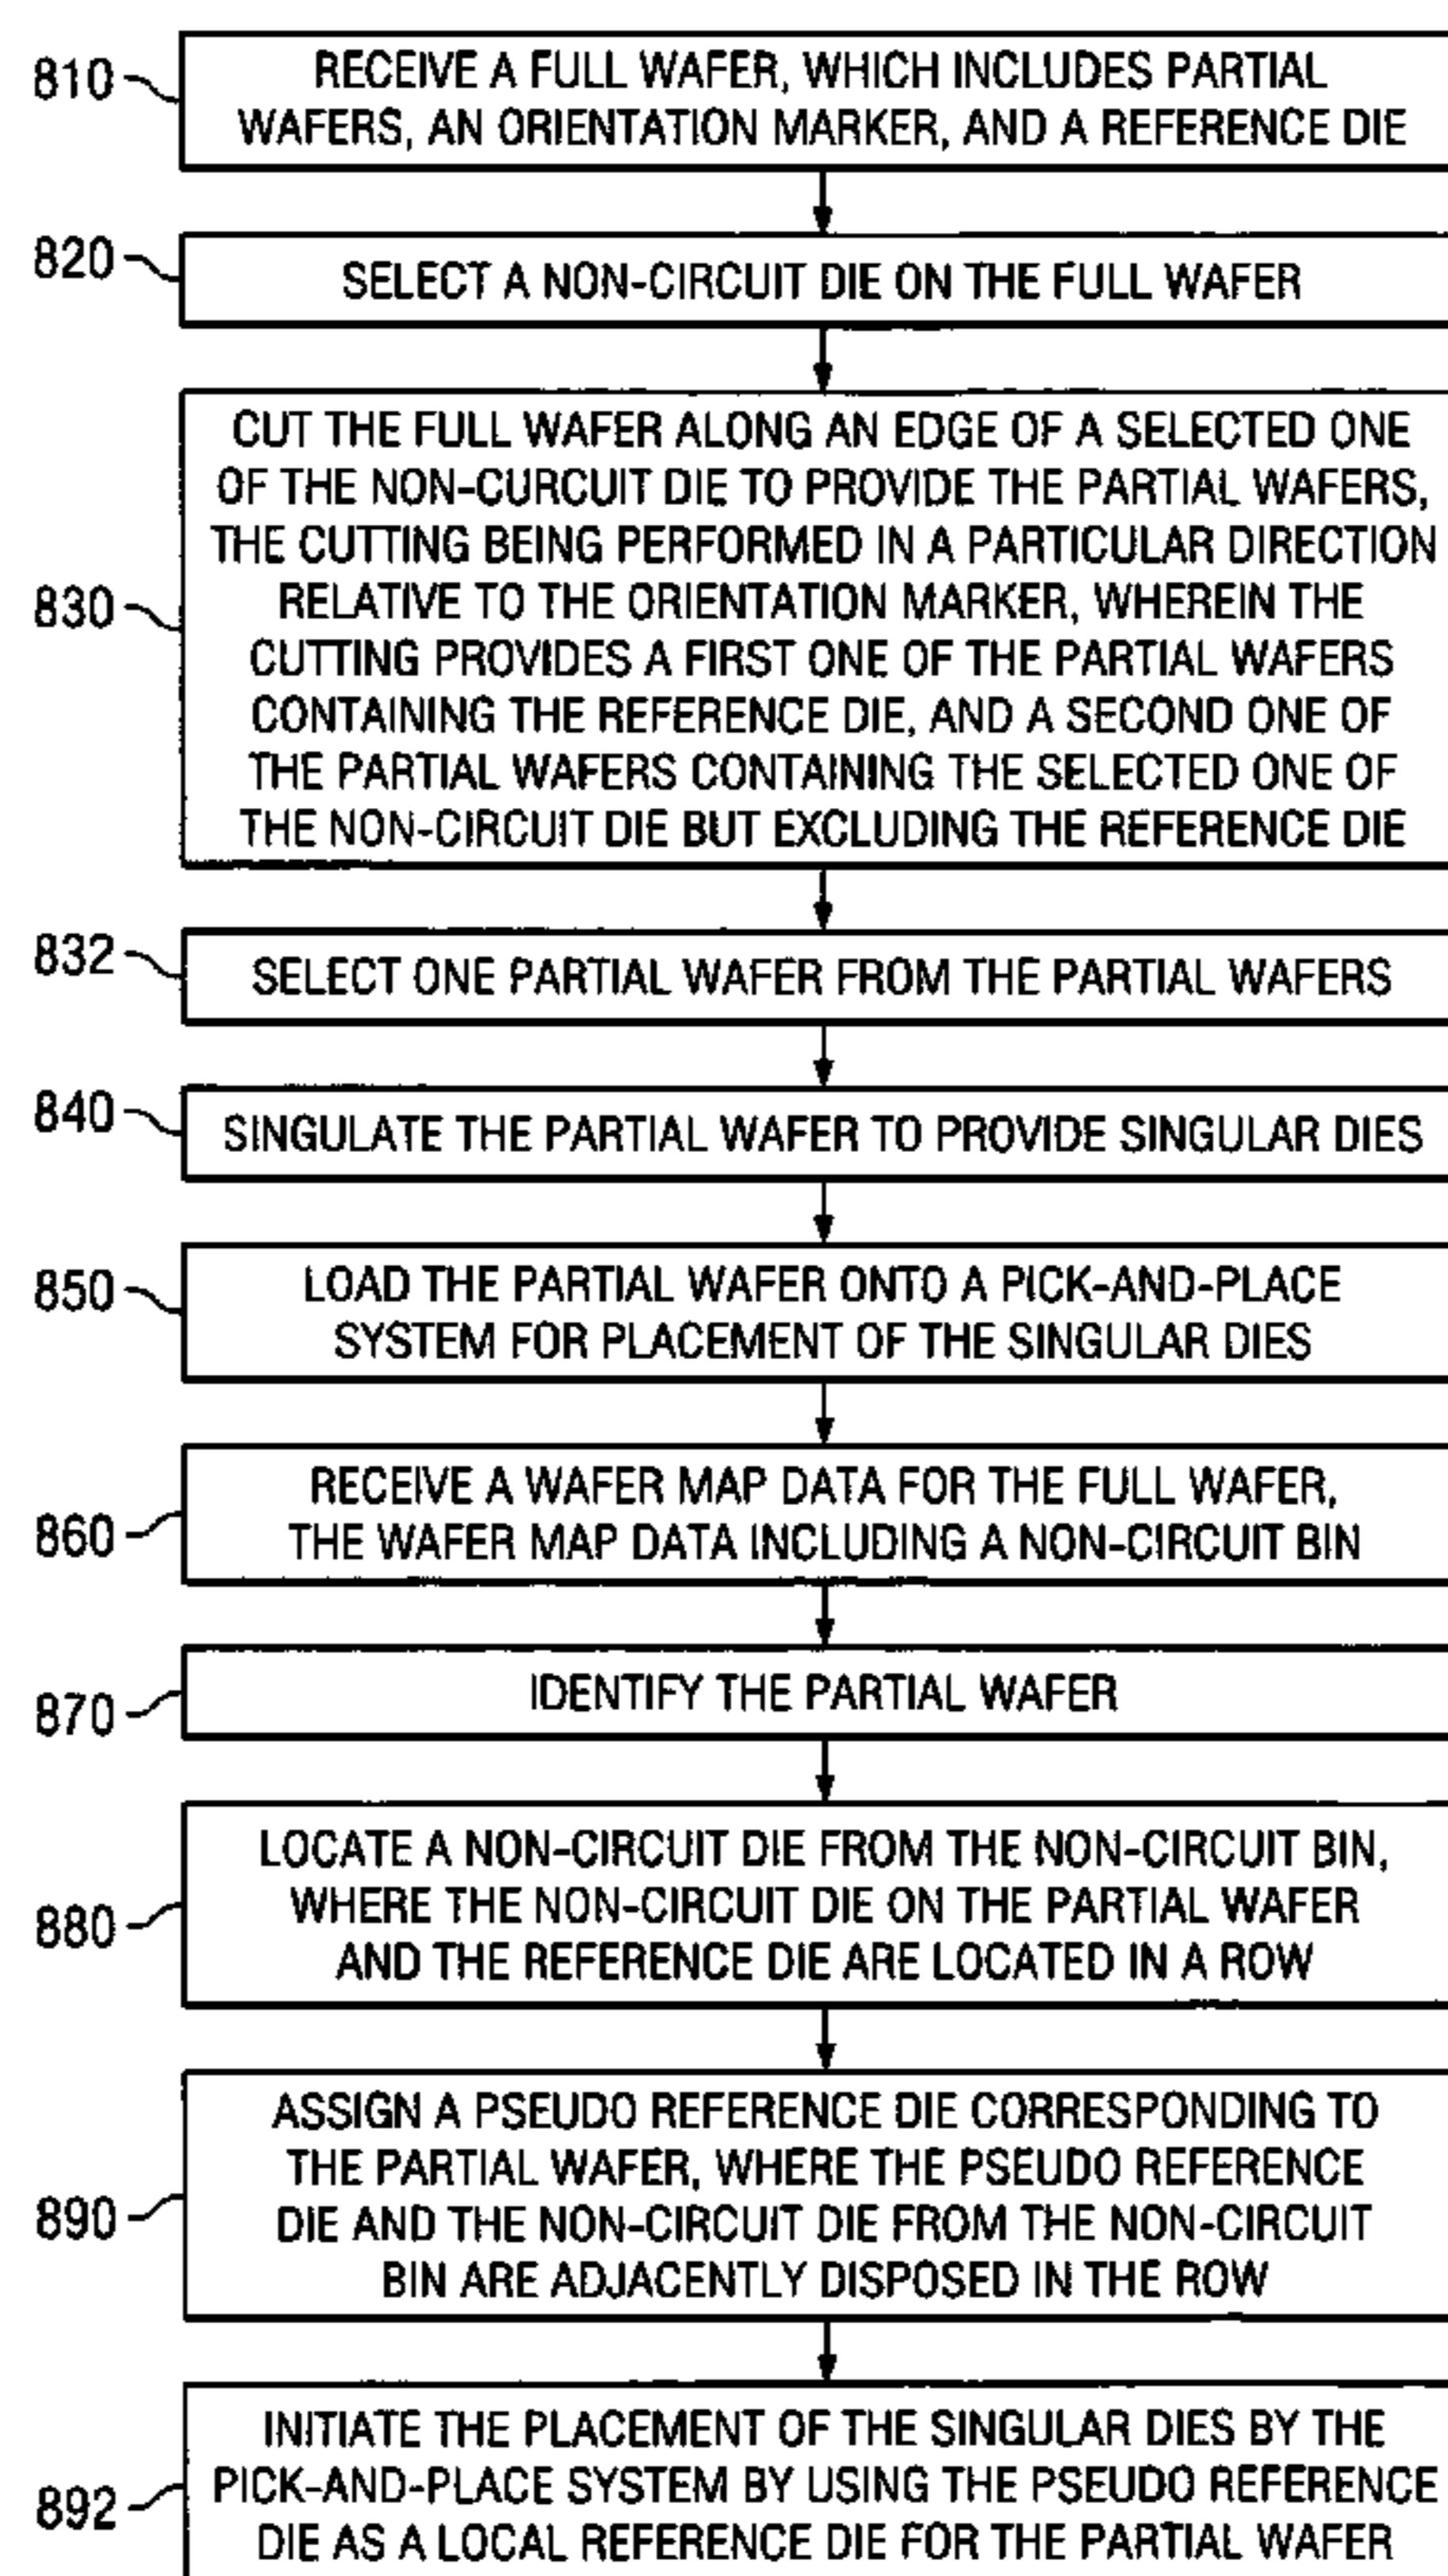 810
RECEIVE A FULL WAFER, WHICH INCLUDES PARTIAL
WAFERS, AN ORIENTATION MARKER, AND A REFERENCE DIE
820
SELECT A NON-CIRCUIT DIE ON THE FULL WAFER
830
CUT THE FULL WAFER ALONG AN EDGE OF A SELECTED ONE
OF THE NON-CURCUIT DIE TO PROVIDE THE PARTIAL WAFERS,
THE CUTTING BEING PERFORMED IN A PARTICULAR DIRECTION
RELATIVE TO THE ORIENTATION MARKER, WHEREIN THE
CUTTING PROVIDES A FIRST ONE OF THE PARTIAL WAFERS
CONTAINING THE REFERENCE DIE, AND A SECOND ONE OF
THE PARTIAL WAFERS CONTAINING THE SELECTED ONE OF
THE NON-CIRCUIT DIE BUT EXCLUDING THE REFERENCE DIE
832
SELECT ONE PARTIAL WAFER FROM THE PARTIAL WAFERS
840
SINGULATE THE PARTIAL WAFER TO PROVIDE SINGULAR DIES
850
LOAD THE PARTIAL WAFER ONTO A PICK-AND-PLACE
SYSTEM FOR PLACEMENT OF THE SINGULAR DIES
860
RECEIVE A WAFER MAP DATA FOR THE FULL WAFER,
THE WAFER MAP DATA INCLUDING A NON-CIRCUIT BIN
870
IDENTIFY THE PARTIAL WAFER
880
LOCATE A NON-CIRCUIT DIE FROM THE NON-CIRCUIT BIN,
WHERE THE NON-CIRCUIT DIE ON THE PARTIAL WAFER
AND THE REFERENCE DIE ARE LOCATED IN A ROW
890
ASSIGN A PSEUDO REFERENCE DIE CORRESPONDING TO
THE PARTIAL WAFER, WHERE THE PSEUDO REFERENCE
DIE AND THE NON-CIRCUIT DIE FROM THE NON-CIRCUIT
BIN ARE ADJACENTLY DISPOSED IN THE ROW
892
INITIATE THE PLACEMENT OF THE SINGULAR DIES BY THE
PICK-AND-PLACE SYSTEM BY USING THE PSEUDO REFERENCE
DIE AS A LOCAL REFERENCE DIE FOR THE PARTIAL WAFER